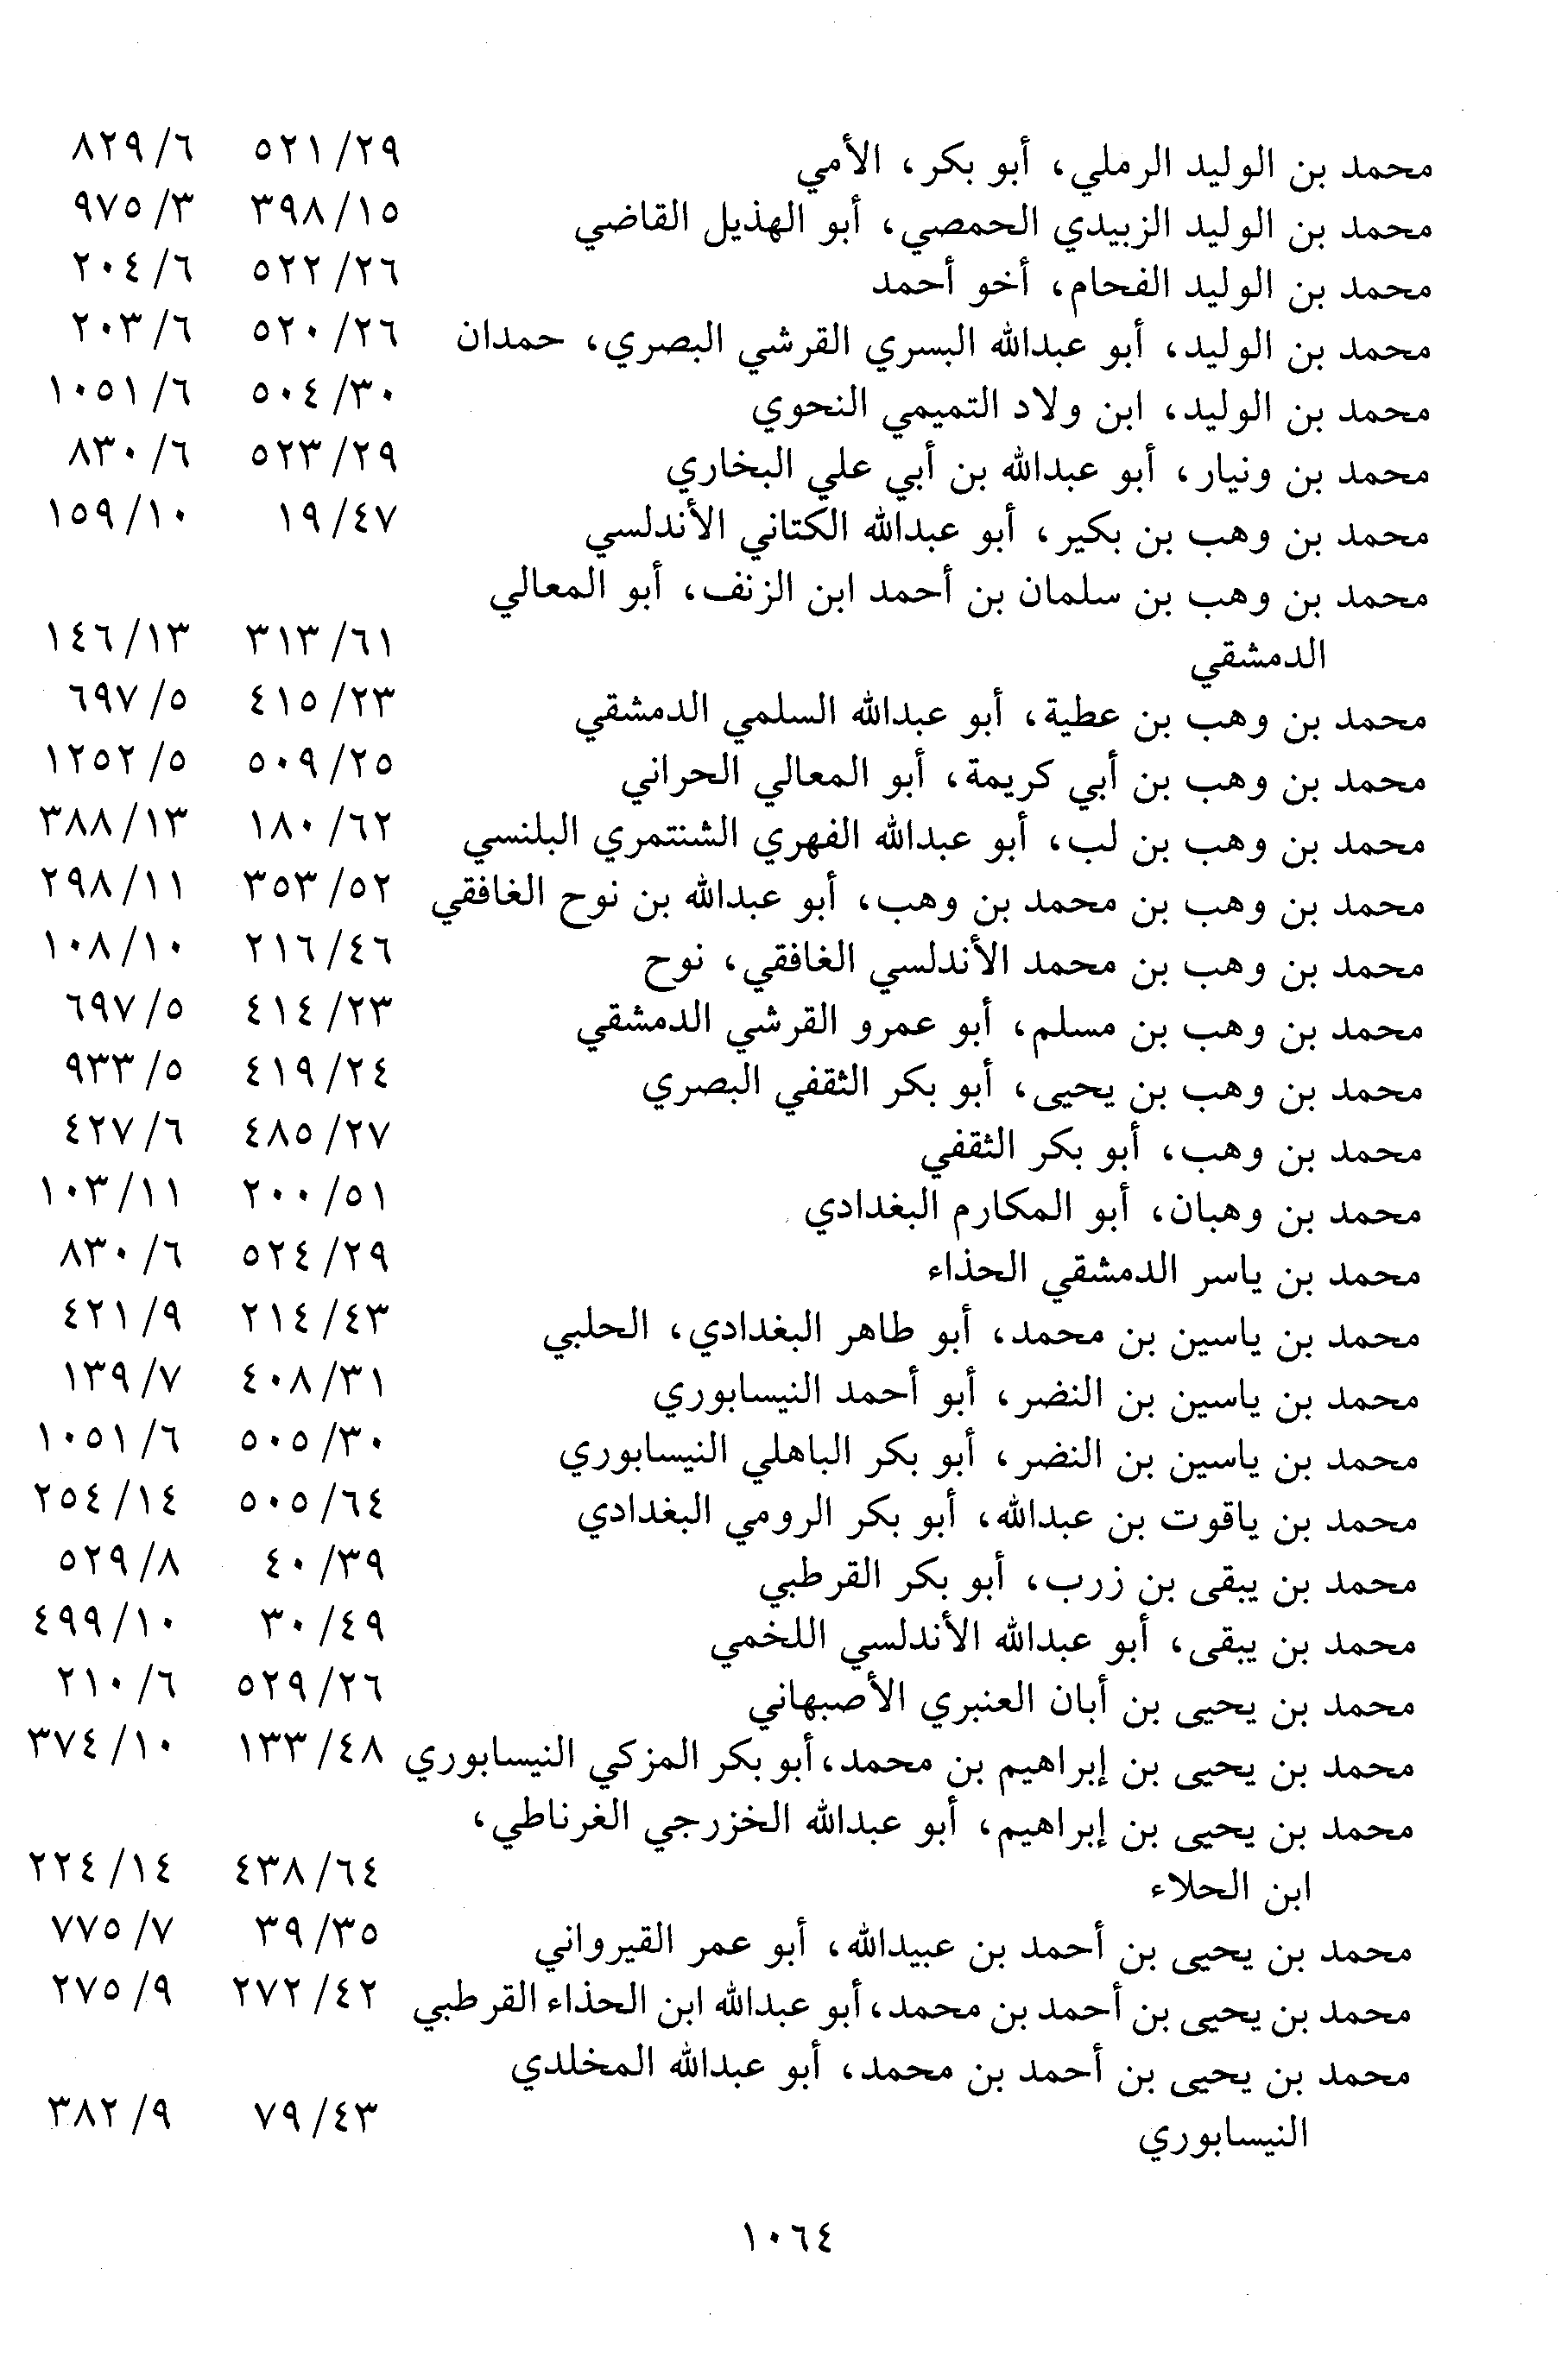 محمد بن الوليد الرملي، أبو بكر، الأمي ٥٢١/٢٩ ٨٢٩/٦
محمد بن الوليد الزبيدي الحمصي، أبو الهذيل القاضي ٣٩٨/١٥ ٩٧٥/٣
محمد بن الوليد الفحام، أخو أحمد ٥٢٢/٢٦ ٢٠٤/٦
محمد بن الوليد، أبو عبدالله البسري القرشي البصري، حمدان ٥٢٠/٢٦ ٢٠٣/٦
محمد بن الوليد، ابن ولاد التميمي النحوي ٥٠٤/٣٠ ١٠٥١/٦
محمد بن ونيار، أبو عبدالله بن أبي علي البخاري ٥٢٣/٢٩ ٨٣٠/٦
محمد بن وهب بن بكير، أبو عبدالله الكتاني الأندلسي ١٩/٤٧ ١٥٩/١٠
محمد بن وهب بن سلمان بن أحمد ابن الزنف، أبو المعالي
الدمشقي ٣١٣/٦١ ١٤٦/١٣
محمد بن وهب بن عطية، أبو عبدالله السلمي الدمشقي ٤١٥/٢٣ ٦٩٧/٥
محمد بن وهب بن أبي كريمة، أبو المعالي الحراني ٥٠٩/٢٥ ١٢٥٢/٥
محمد بن وهب بن لب، أبو عبدالله الفهري الشنتمري البلنسي ١٨٠/٦٢ ٣٨٨/١٣
محمد بن وهب بن محمد بن وهب، أبو عبدالله بن نوح الغافقي ٣٥٣/٥٢ ٢٩٨/١١
محمد بن وهب بن محمد الأندلسي الغافقي، نوح ٢١٦/٤٦ ١٠٨/١٠
محمد بن وهب بن مسلم، أبو عمرو القرشي الدمشقي ٤١٤/٢٣ ٦٩٧/٥
محمد بن وهب بن يحيى، أبو بكر الثقفي البصري ٤١٩/٢٤ ٩٣٣/٥
محمد بن وهب، أبو بكر الثقفي ٤٨٥/٢٧ ٤٢٧/٦
محمد بن وهبان، أبو المكارم البغدادي ٢٠٠/٥١ ١٠٣/١١
محمد بن ياسر الدمشقي الحذاء ٥٢٤/٢٩ ٨٣٠/٦
محمد بن ياسين بن محمد، أبو طاهر البغدادي، الحلبي ٢١٤/٤٣ ٤٢١/٩
محمد بن ياسين بن النضر، أبو أحمد النيسابوري ٤٠٨/٣١ ١٣٩/٧
محمد بن ياسين بن النضر، أبو بكر الباهلي النيسابوري ٥٠٥/٣٠ ١٠٥١/٦
محمد بن ياقوت بن عبدالله، أبو بكر الرومي البغدادي ٥٠٥/٦٤ ٢٥٤/١٤
محمد بن يبقى بن زرب، أبو بكر القرطبي ٤٠/٣٩ ٥٢٩/٨
محمد بن يبقى، أبو عبدالله الأندلسي اللخمي ٣٠/٤٩ ٤٩٩/١٠
محمد بن يحيى بن أبان العنبري الأصبهاني ٥٢٩/٢٦ ٢١٠/٦
محمد بن يحيى بن إبراهيم بن محمد، أبو بكر المزكي النيسابوري ١٣٣/٤٨ ٣٧٤/١٠
محمد بن يحيى بن إبراهيم، أبو عبدالله الخزرجي الغرناطي،
ابن الحلاء ٤٣٨/٦٤ ٢٢٤/١٤
محمد بن يحيى بن أحمد بن عبيدالله، أبو عمر القيرواني ٣٩/٣٥ ٧٧٥/٧
محمد بن يحيى بن أحمد بن محمد، أبو عبدالله ابن الحذاء القرطبي ٢٧٢/٤٢ ٢٧٥/٩
محمد بن يحيى بن أحمد بن محمد، أبو عبدالله المخلدي
النيسابوري ٧٩/٤٣ ٣٨٢/٩
١٠٦٤